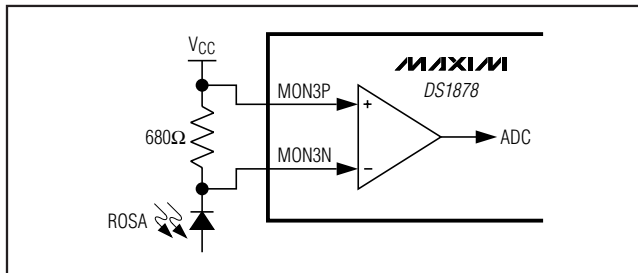 VCC
MAXIM
DS1878
MON3P
+
ADC
680Ω
MON3N
−
ROSA